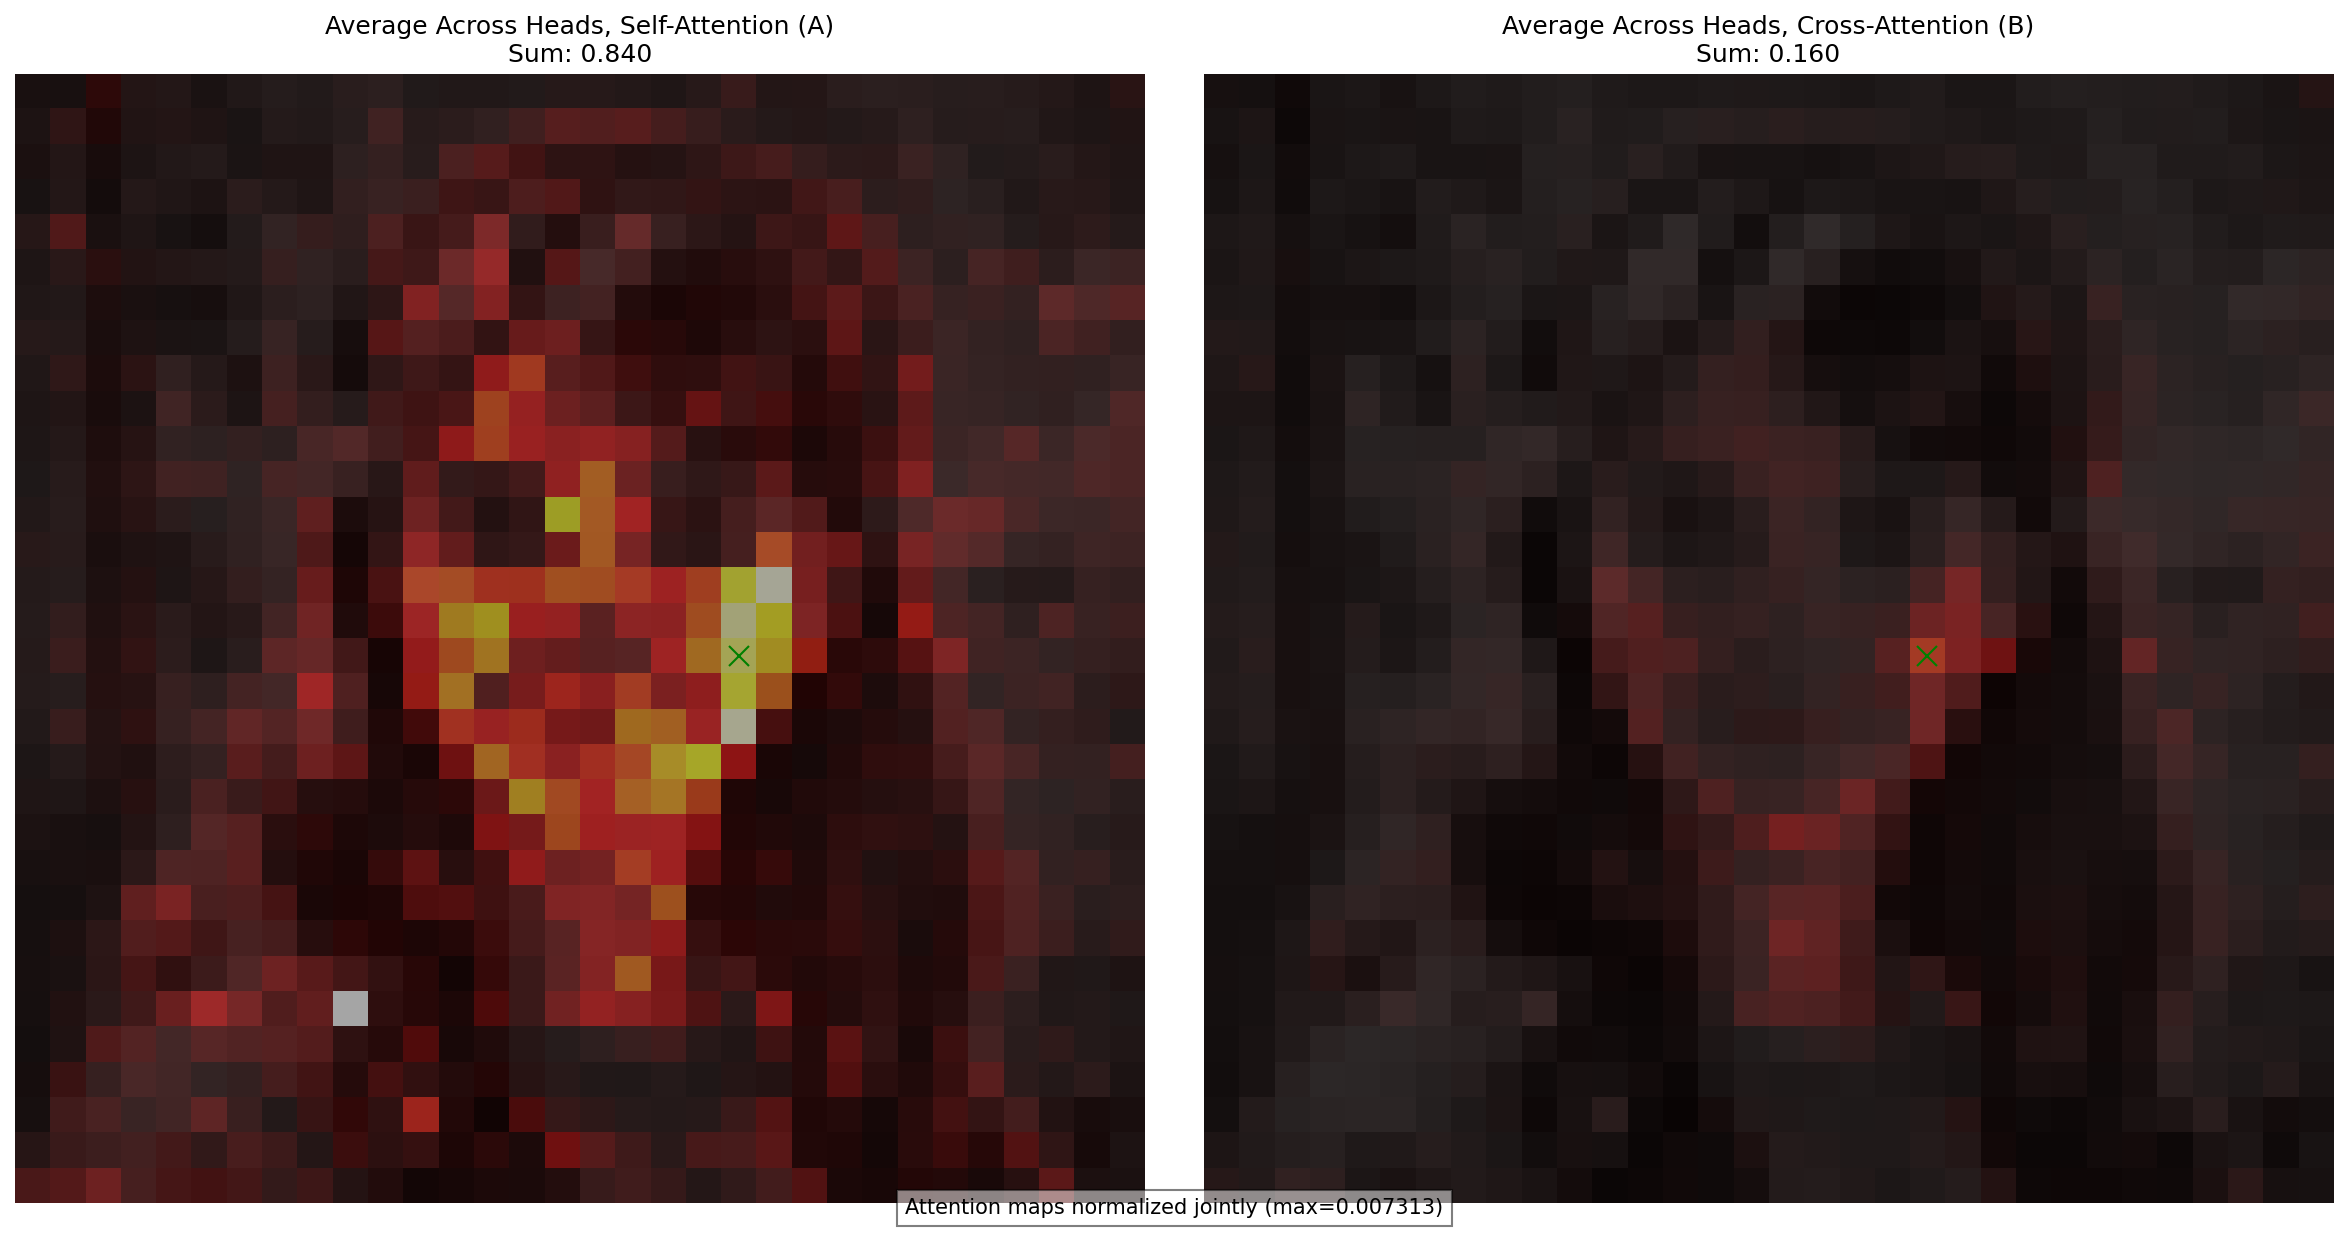 Average Across Heads, Self-Attention (A)
Sum: 0.840
Average Across Heads, Cross-Attention (B)
Sum: 0.160
Attention maps normalized jointly (max=0.007313)